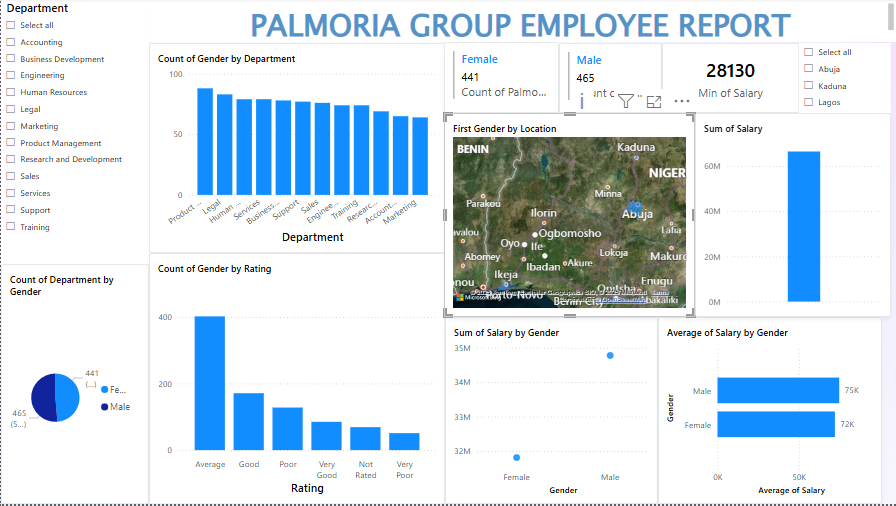 Department
Select all
Accounting
Business Development
Engineering
Human Resources
Legal
Marketing
Product Management
Research and Development
Sales
Services
Support
Training
PALMORIA GROUP EMPLOYEE REPORT
Count of Gender by Department
100
50
0
Product ...
Legal
Human ...
Services
Business...
Support
Sales
Enginee...
Training
Researc...
Account...
Marketing
Department
Female
441
Count of Palmo...
Male
465
28130
Min of Salary
Select all
Abuja
Kaduna
Lagos
First Gender by Location
BENIN
Kaduna
NIGER
Minna
Parakou
Abuja
Ilorin
Ogbomosho
Lafia
Oyo
Ife
Lokoja
Makurd
Abomey
Ibadan
Akure
Ikeja
Enugu
Onitsha
Porto-Novo
Benin City
Sum of Salary
60M
40M
20M
0M
Count of Department by
Gender
441
(...)
465
(5...)
Fe...
Male
Count of Gender by Rating
400
200
0
Average
Good
Poor
Very
Good
Not
Rated
Very
Poor
Rating
Sum of Salary by Gender
35M
34M
33M
32M
Female
Male
Gender
Average of Salary by Gender
Gender
Male
75K
Female
72K
0K
50K
Average of Salary